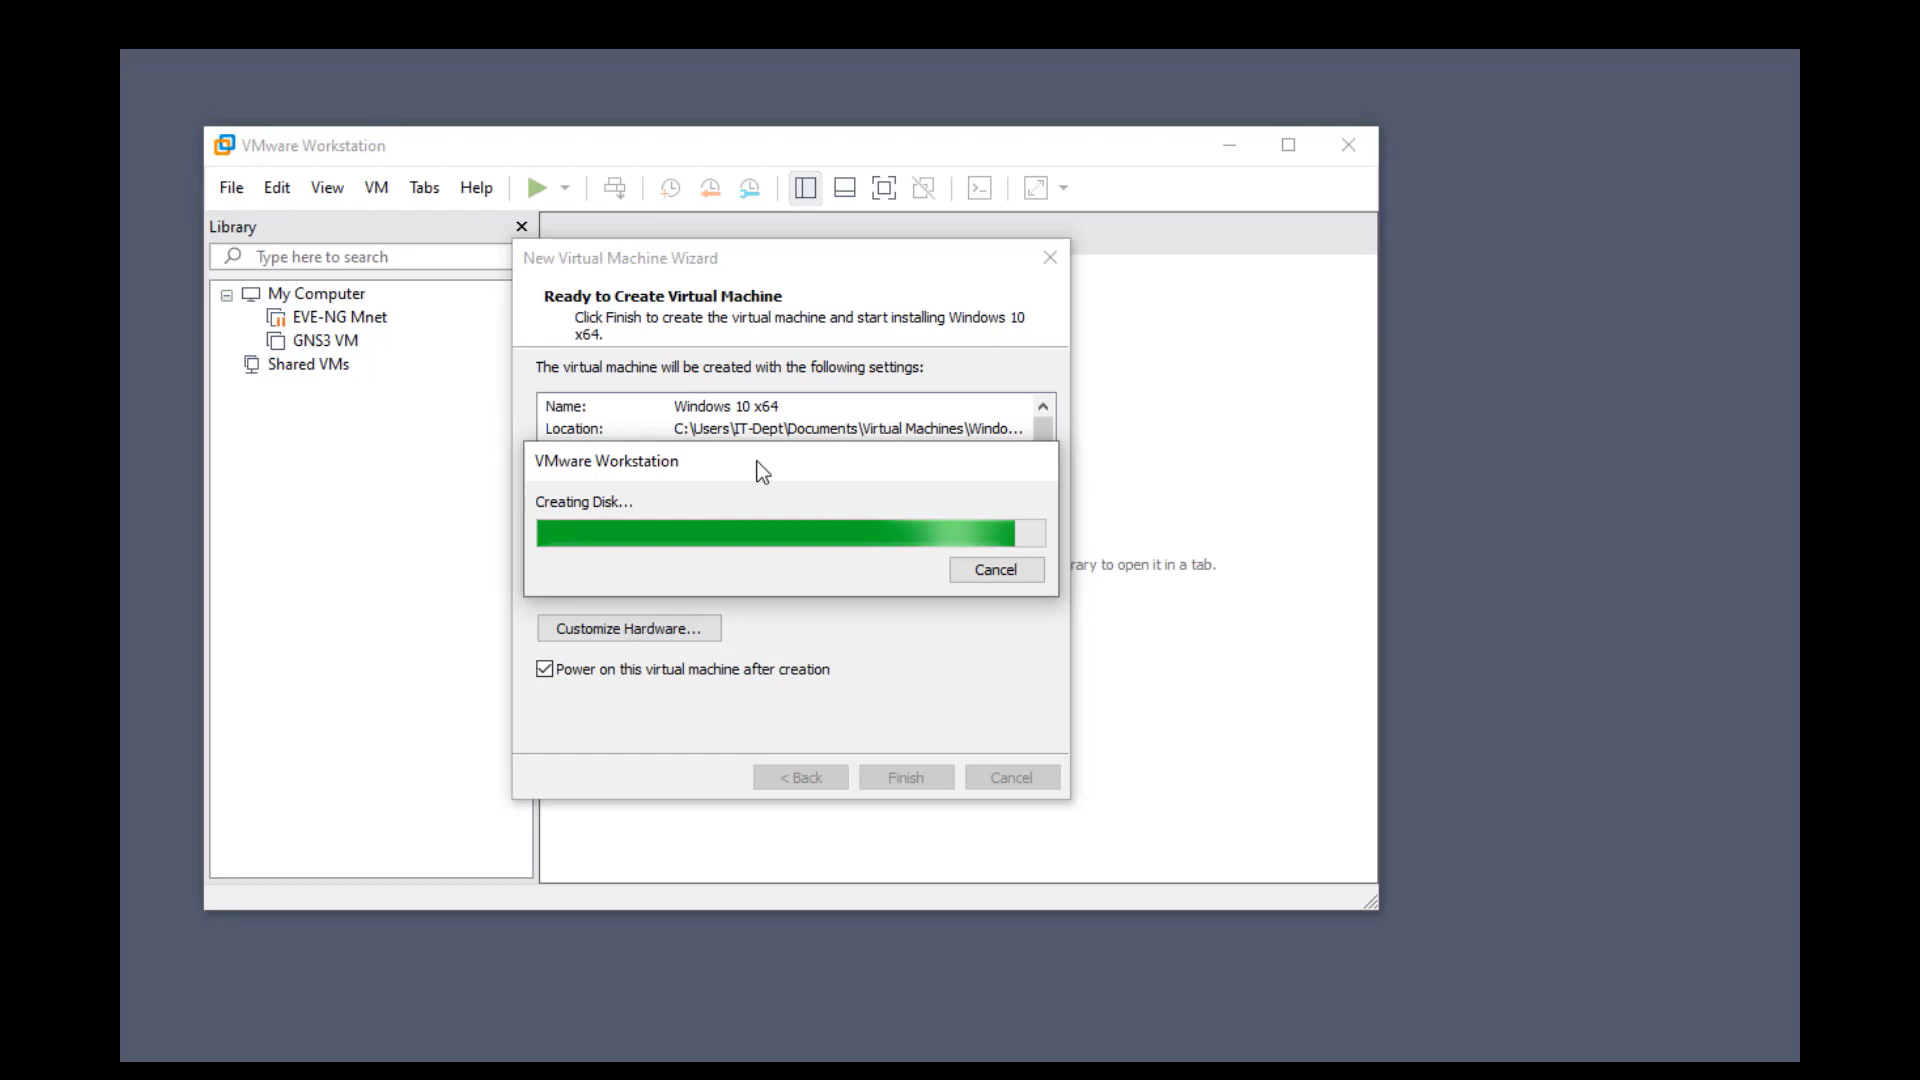 VMware Workstation
File Edit View VM Tabs Help
Library
Type here to search
My Computer
EVE-NG Mnet
GNS3 VM
Shared VMs
New Virtual Machine Wizard
Ready to Create Virtual Machine
Click Finish to create the virtual machine and start installing Windows 10
x64.
The virtual machine will be created with the following settings:
Name: Windows 10 x64
Location: C:\Users\IT-Dept\Documents\Virtual Machines\Windo...
VMware Workstation
Creating Disk...
Cancel
rary to open it in a tab.
Customize Hardware...
Power on this virtual machine after creation
< Back Finish Cancel